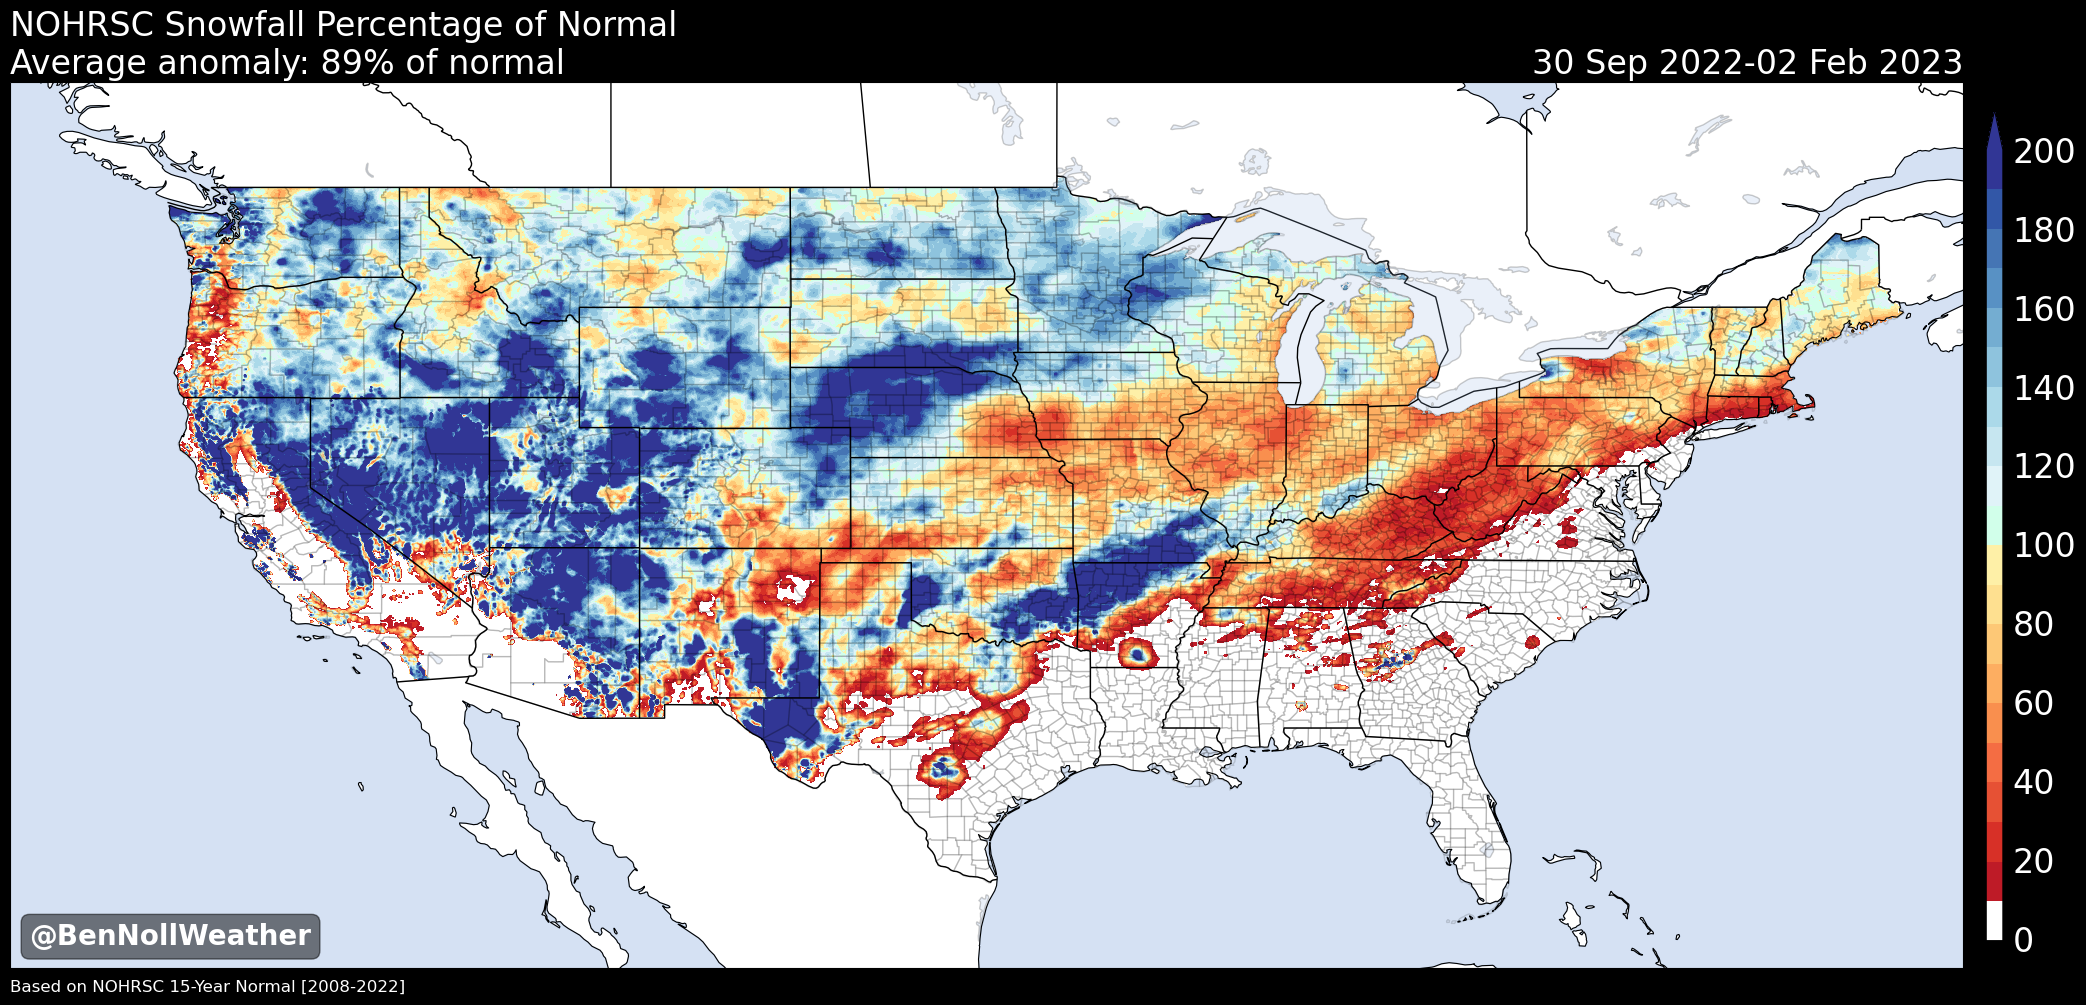 NOHRSC Snowfall Percentage of Normal
Average anomaly: 89% of normal
30 Sep 2022-02 Feb 2023
200
180
160
140
120
100
80
60
40
20
0
@BenNollWeather
Based on NOHRSC 15-Year Normal [2008-2022]